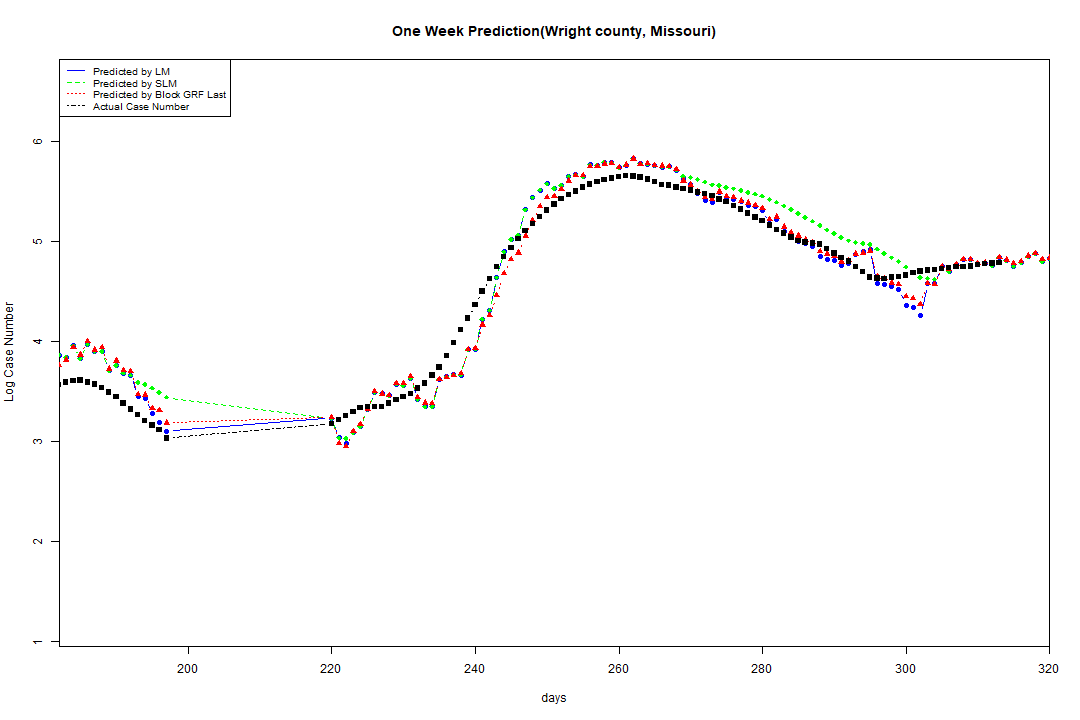 One Week Prediction(Wright county, Missouri)
Predicted by LM
Predicted by SLM
Predicted by Block GRF Last
Actual Case Number
6
5
4
3
2
1
Log Case Number
200 220 240 260 280 300 320
days